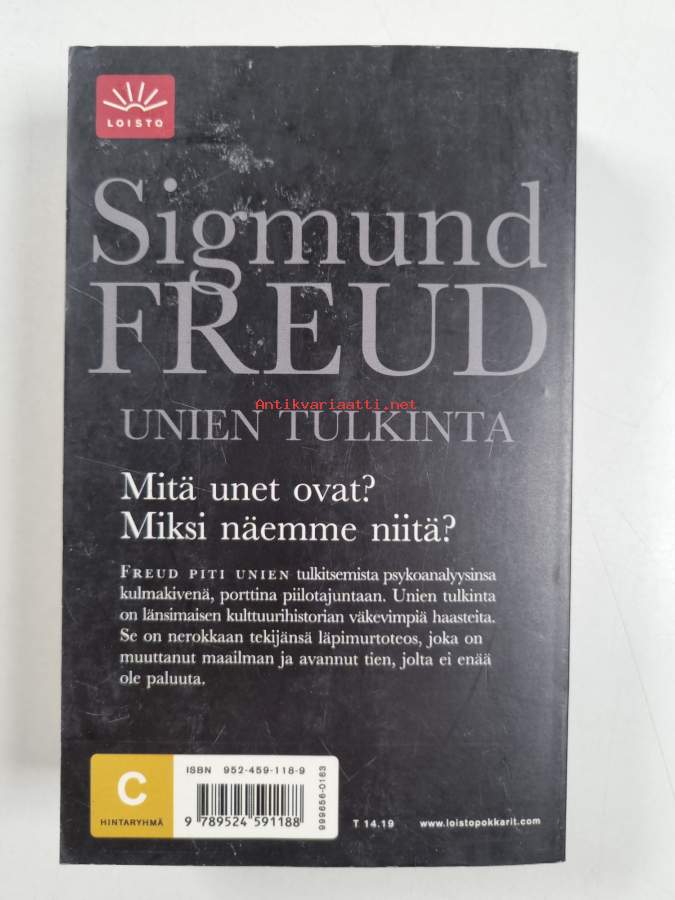 LOISTO
Sigmund
FREUD
Antikvariaatti.net
UNIEN TULKINTA
Mitä unet ovat?
Miksi näemme niitä?
FREUD PITI UNIEN tulkitsemista psykoanalyysinsa
kulmakivenä, porttina piilotajuntaan. Unien tulkinta
on länsimaisen kulttuurihistorian väkevimpiä haasteita.
Se on nerokkaan tekijänsä läpimurtoteos, joka on
muuttanut maailman ja avannut tien, jolta ei enää
ole paluuta.
C
HINTARYHMÄ
ISBN 952-459-118-9
9 789524 591188
999656-0163
T 14.19
www.loistopokkarit.com